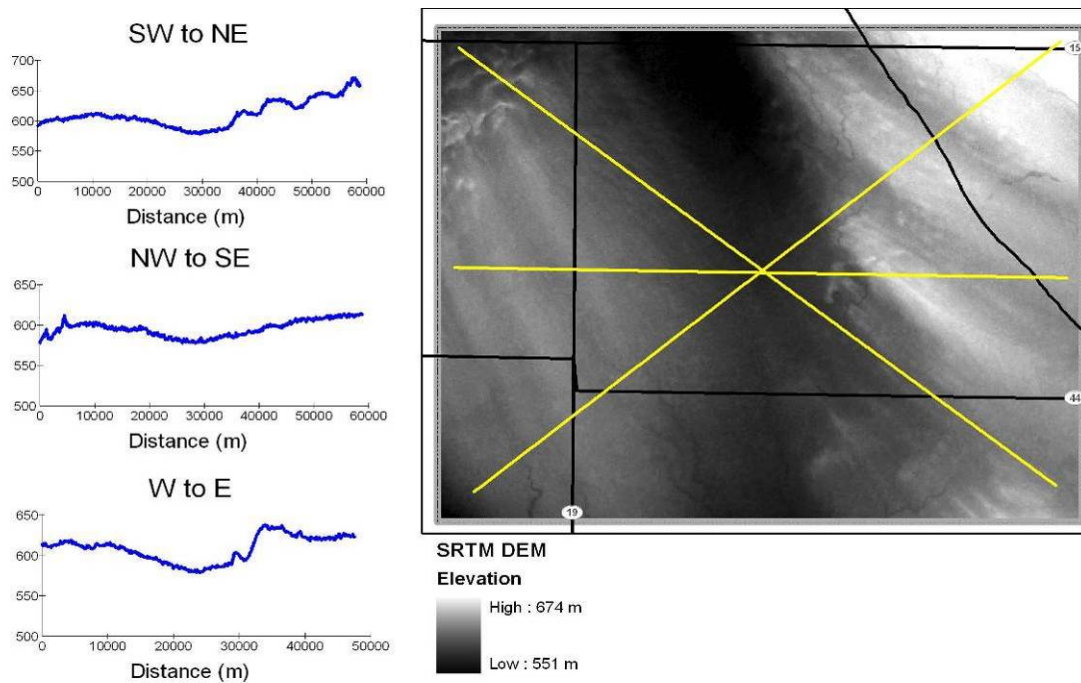 SW to NE
700
650
600
550
500
0 10000 20000 30000 40000 50000 60000
Distance (m)
NW to SE
650
600
550
500
0 10000 20000 30000 40000 50000 60000
Distance (m)
W to E
650
600
550
500
0 10000 20000 30000 40000 50000
Distance (m)
15
44
19
SRTM DEM
Elevation
High : 674 m
Low : 551 m